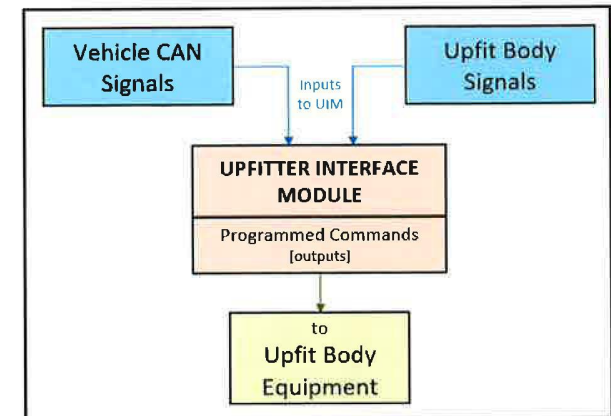 Vehicle CAN
Signals
Upfit Body
Signals
Inputs
to UIM
UPFITTER INTERFACE
MODULE
Programmed Commands
[outputs]
to
Upfit Body
Equipment